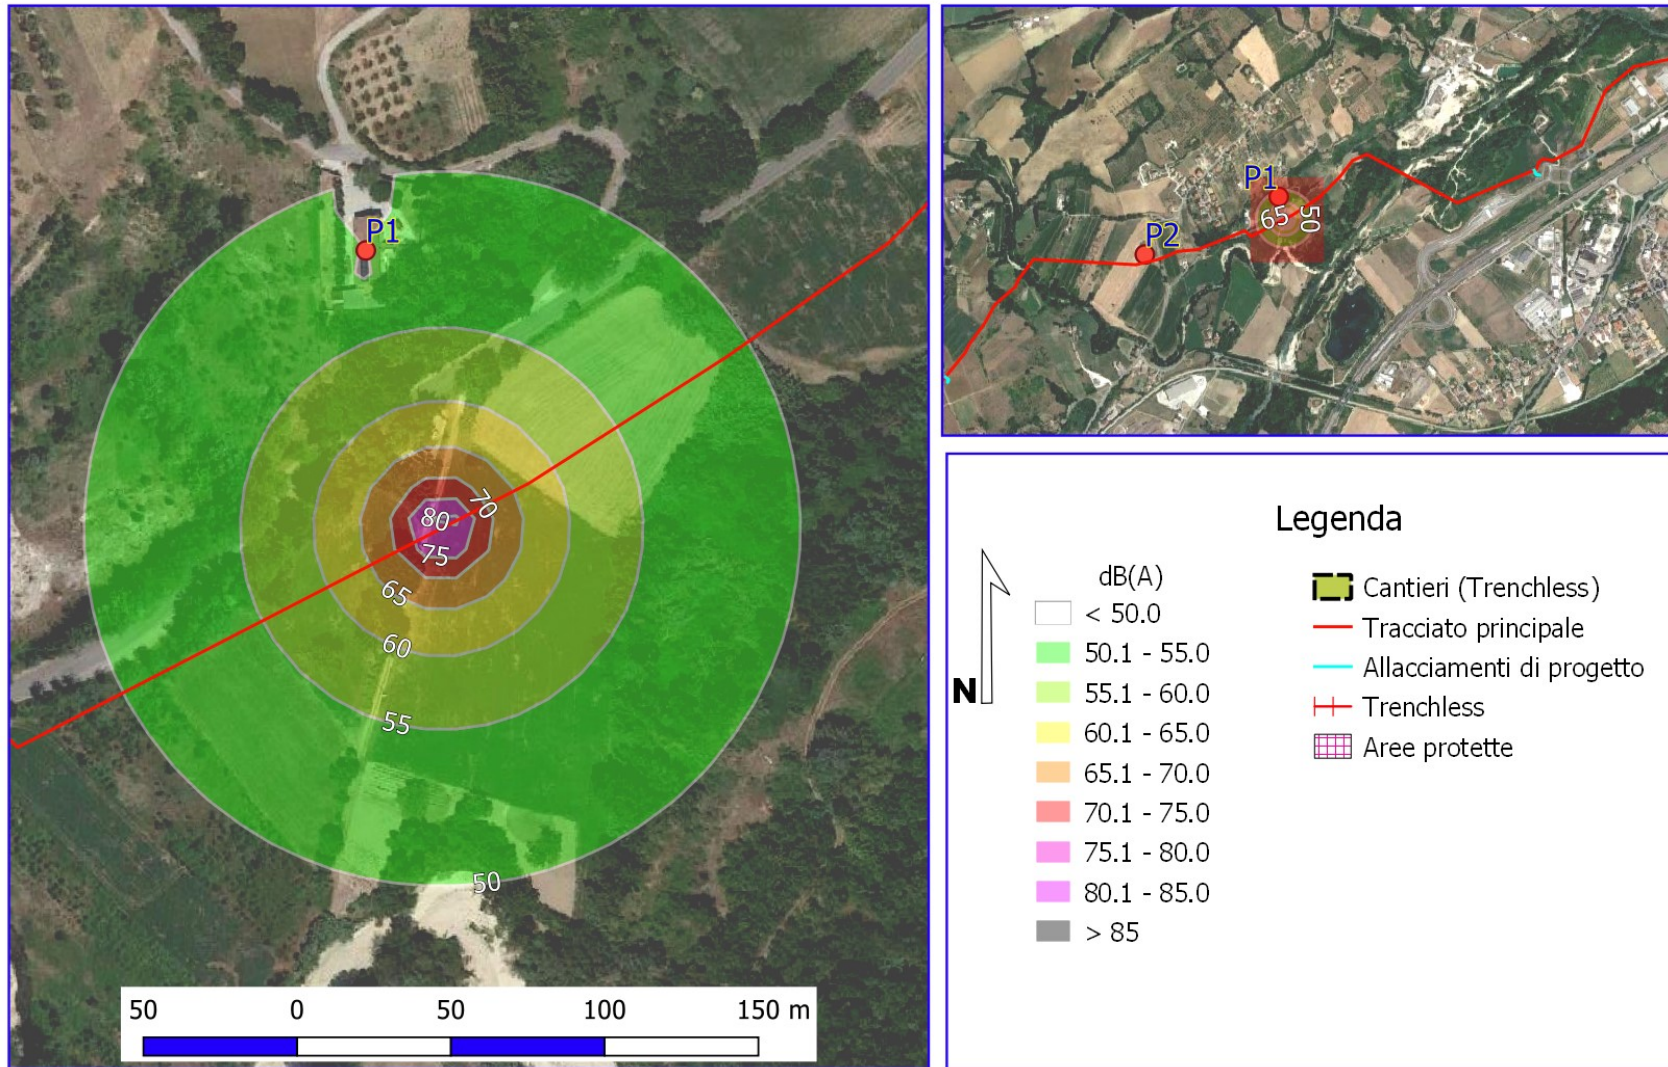 P1
80
70
75
65
60
55
50
50 0 50 100 150 m
P1
65
50
P2
Legenda
N
dB(A)
< 50.0
50.1 - 55.0
55.1 - 60.0
60.1 - 65.0
65.1 - 70.0
70.1 - 75.0
75.1 - 80.0
80.1 - 85.0
> 85
Cantieri (Trenchless)
Tracciato principale
Allacciamenti di progetto
Trenchless
Aree protette